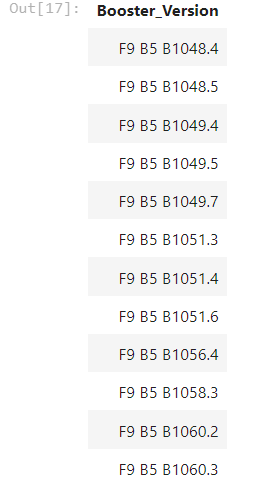 Out[17]: Booster_Version
F9 B5 B1048.4
F9 B5 B1048.5
F9 B5 B1049.4
F9 B5 B1049.5
F9 B5 B1049.7
F9 B5 B1051.3
F9 B5 B1051.4
F9 B5 B1051.6
F9 B5 B1056.4
F9 B5 B1058.3
F9 B5 B1060.2
F9 B5 B1060.3